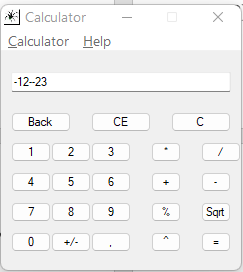 Calculator
Calculator Help
-12--23
Back CE C
1 2 3 * /
4 5 6 + -
7 8 9 % Sqrt
0 +/- , ^ =